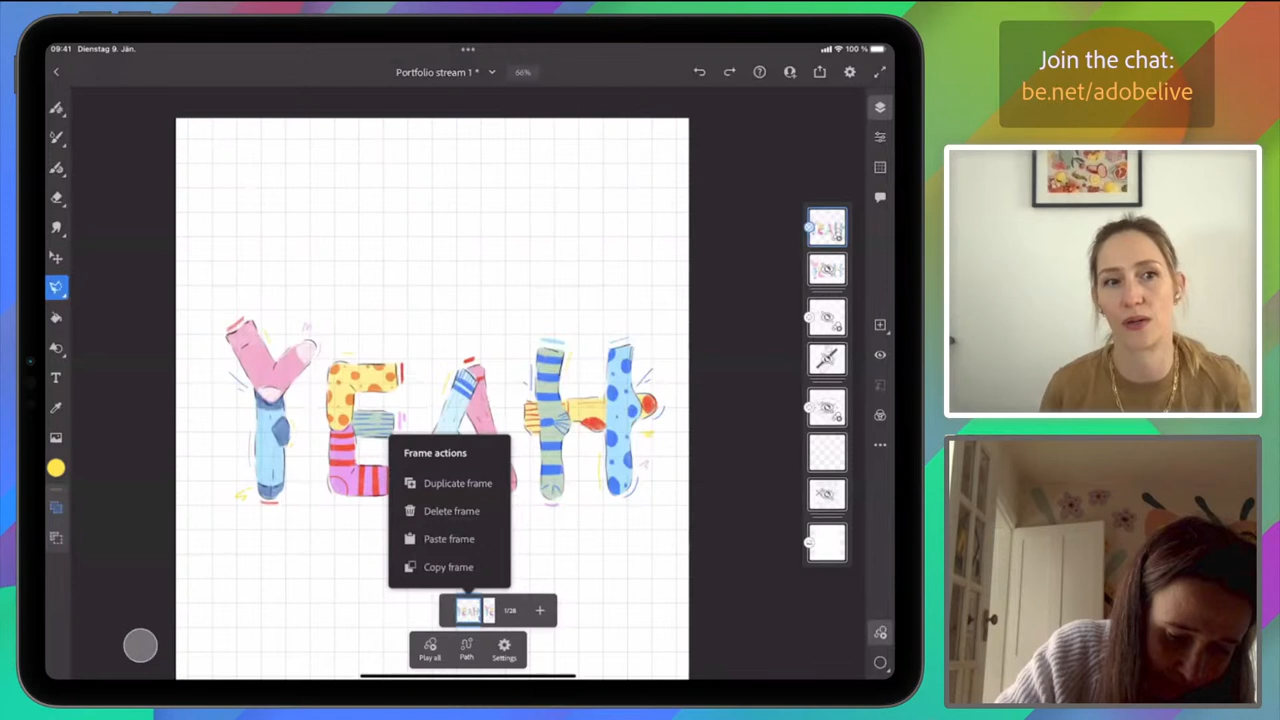 09:41 Dienstag 9. Jän.
100 %
Portfolio stream 1 *
66%
T
YEAH
Frame actions
Duplicate frame
Delete frame
Paste frame
Copy frame
1/28
+
Play all
Path
Settings
Join the chat:
be.net/adobelive